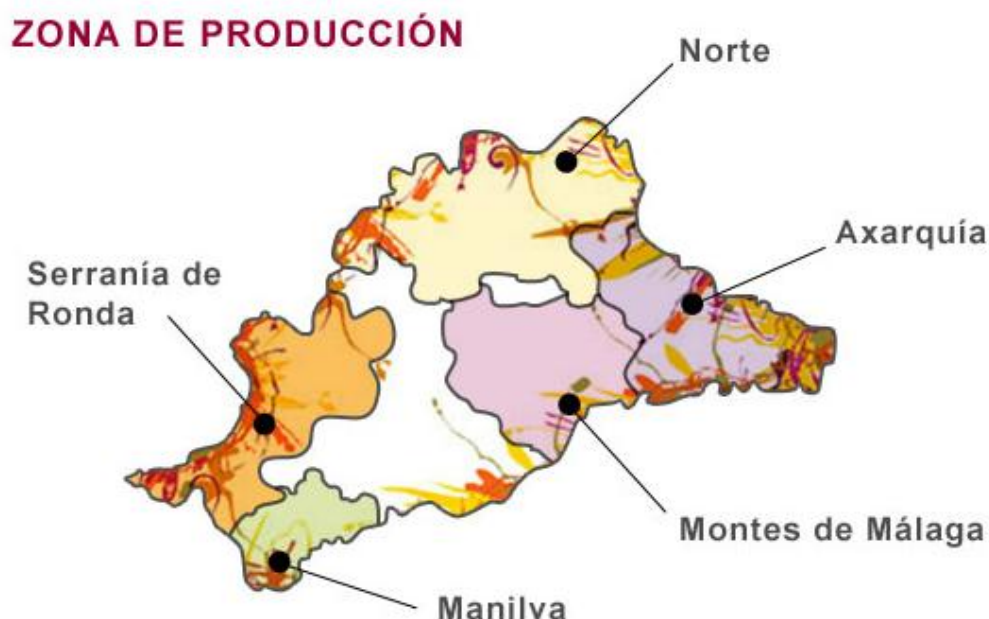 ZONA DE PRODUCCIÓN
Norte
Axarquía
Serranía de
Ronda
Montes de Málaga
Manilva